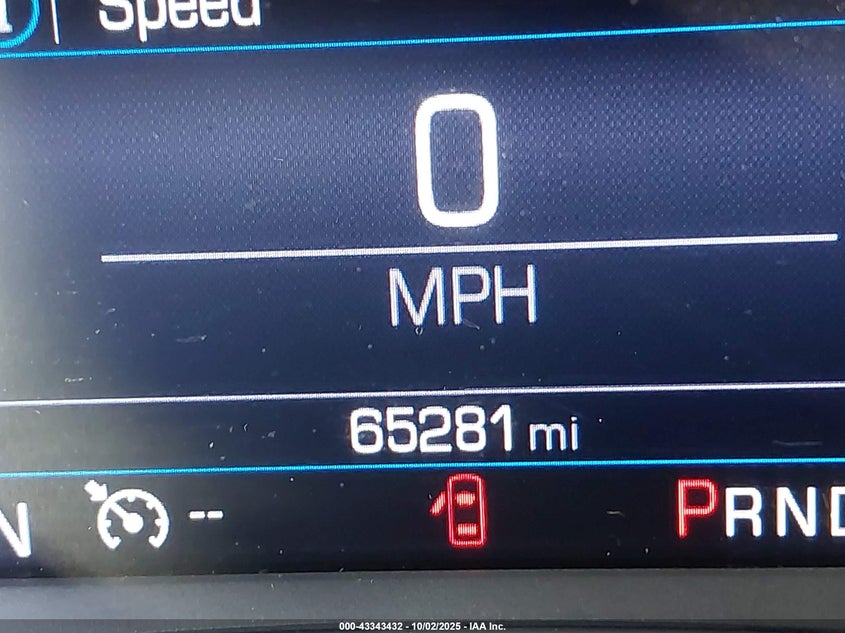 Speed
0
MPH
65281 mi
N -- PRND
000-43343432 - 10/02/2025 - IAA Inc.